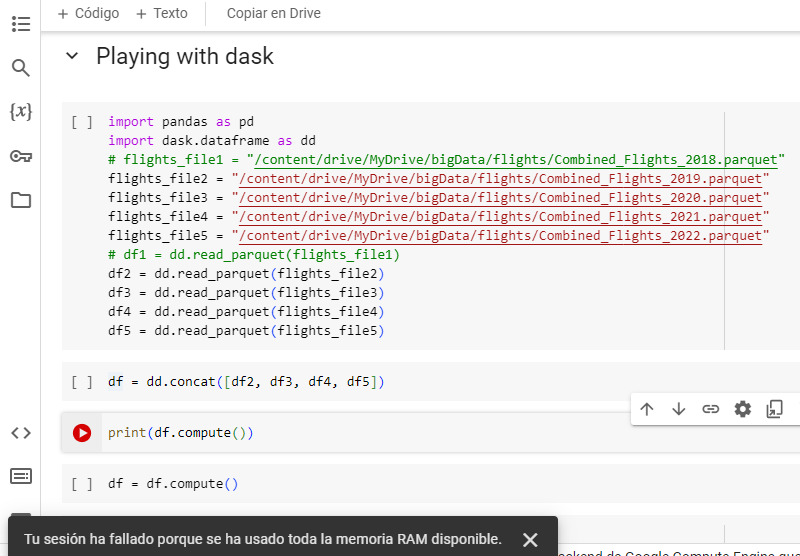 + Código + Texto Copiar en Drive
Playing with dask
{x}
[ ] import pandas as pd
import dask.dataframe as dd
# flights_file1 = "/content/drive/MyDrive/bigData/flights/Combined_Flights_2018.parquet"
flights_file2 = "/content/drive/MyDrive/bigData/flights/Combined_Flights_2019.parquet"
flights_file3 = "/content/drive/MyDrive/bigData/flights/Combined_Flights_2020.parquet"
flights_file4 = "/content/drive/MyDrive/bigData/flights/Combined_Flights_2021.parquet"
flights_file5 = "/content/drive/MyDrive/bigData/flights/Combined_Flights_2022.parquet"
# df1 = dd.read_parquet(flights_file1)
df2 = dd.read_parquet(flights_file2)
df3 = dd.read_parquet(flights_file3)
df4 = dd.read_parquet(flights_file4)
df5 = dd.read_parquet(flights_file5)
[ ] df = dd.concat([df2, df3, df4, df5])
print(df.compute())
[ ] df = df.compute()
Tu sesión ha fallado porque se ha usado toda la memoria RAM disponible.
de Google Compute Engine